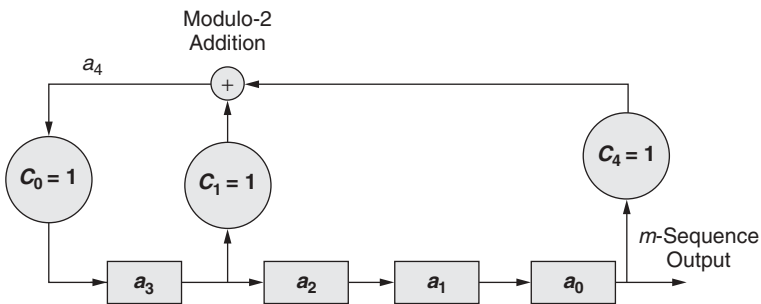 Modulo-2
Addition
a4
+
C0 = 1
C1 = 1
C4 = 1
m-Sequence
Output
a3
a2
a1
a0